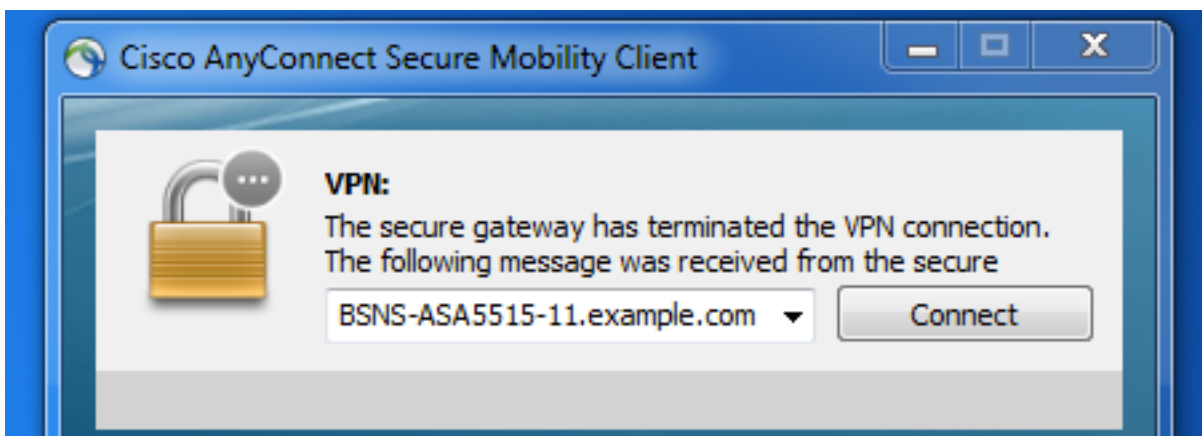 Cisco AnyConnect Secure Mobility Client
VPN:
The secure gateway has terminated the VPN connection.
The following message was received from the secure
BSNS-ASA5515-11.example.com
Connect